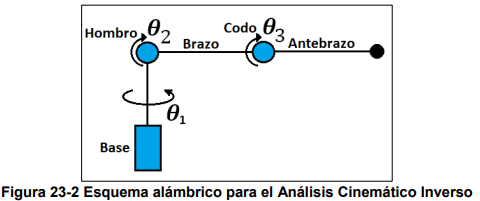 Hombro θ2
Codo θ3
Brazo
Antebrazo
θ1
Base
Figura 23-2 Esquema alámbrico para el Análisis Cinemático Inverso